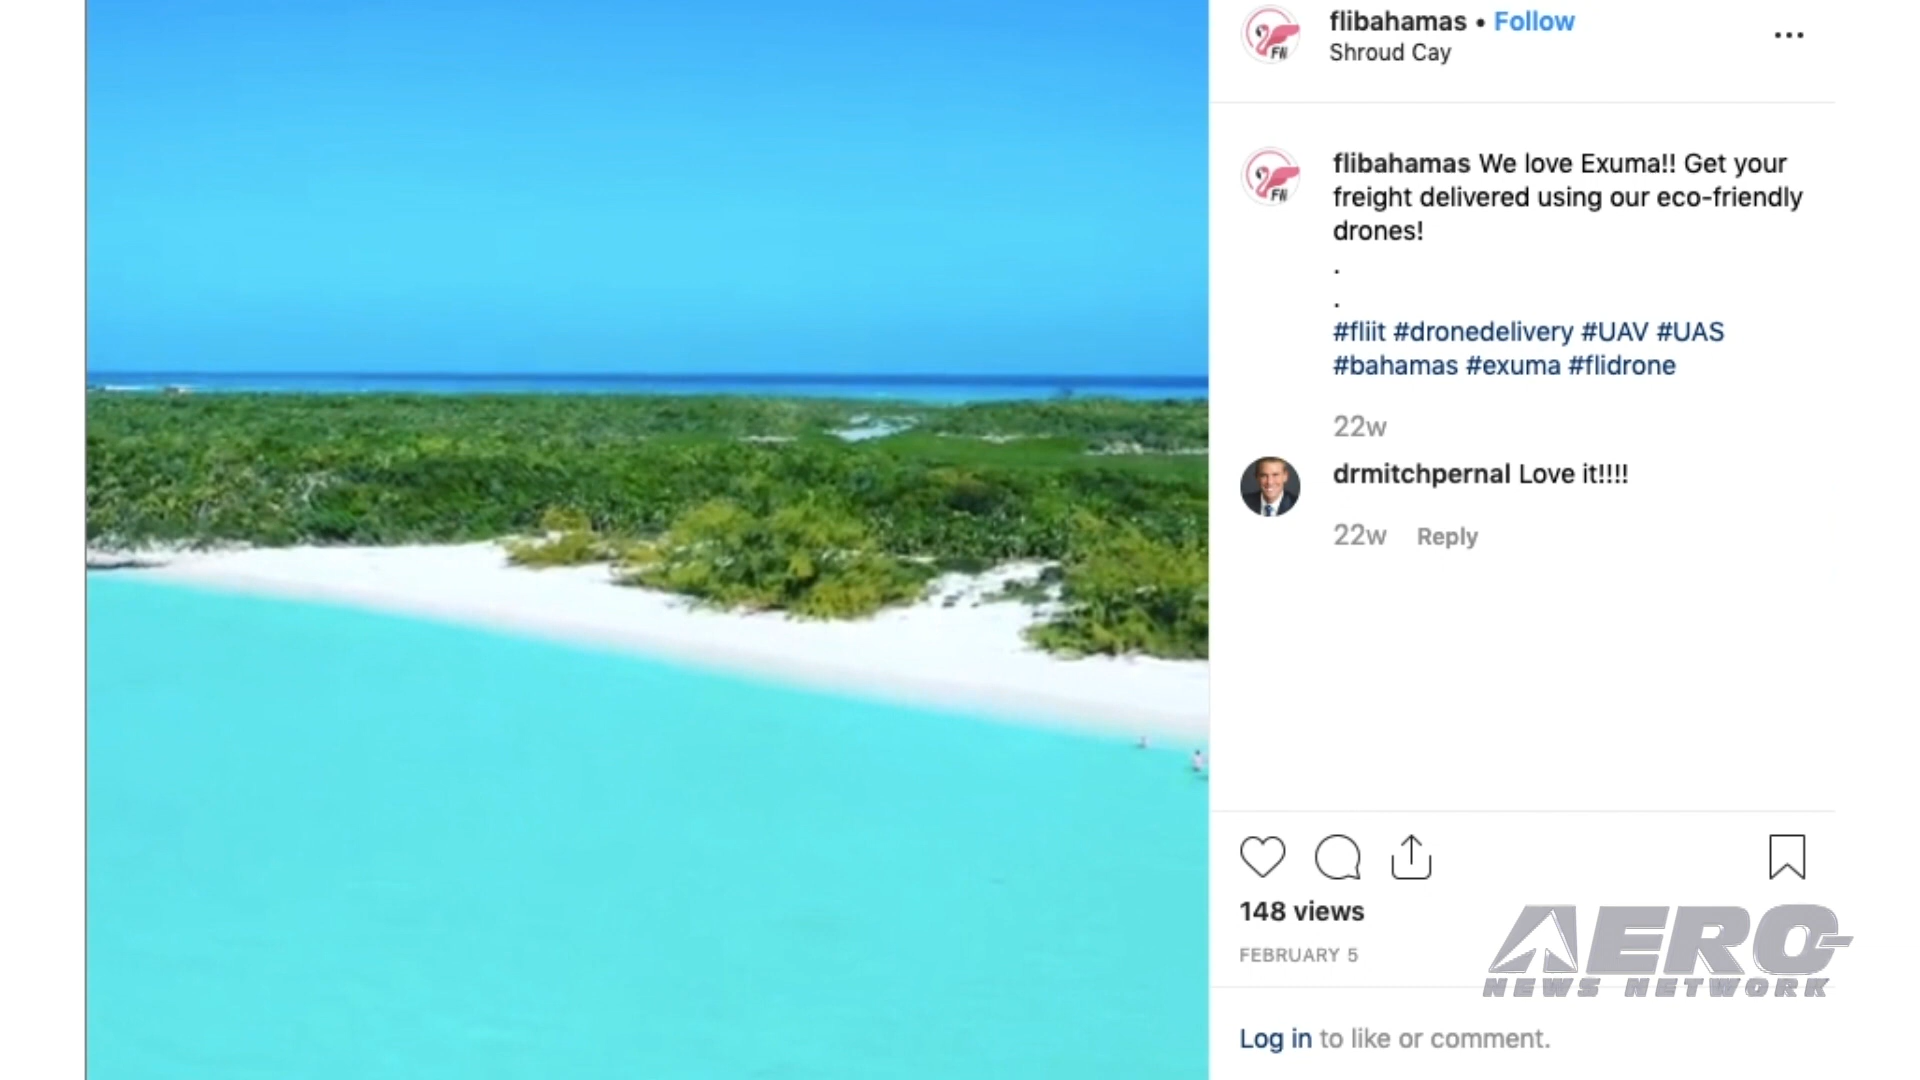 flibahamas • Follow
Shroud Cay
Fli
flibahamas We love Exuma!! Get your
freight delivered using our eco-friendly
drones!
.
.
#fliit #dronedelivery #UAV #UAS
#bahamas #exuma #flidrone
22w
Fli
drmitchpernal Love it!!!!
22w Reply
148 views
FEBRUARY 5
AERO-
NEWS NETWORK
Log in to like or comment.